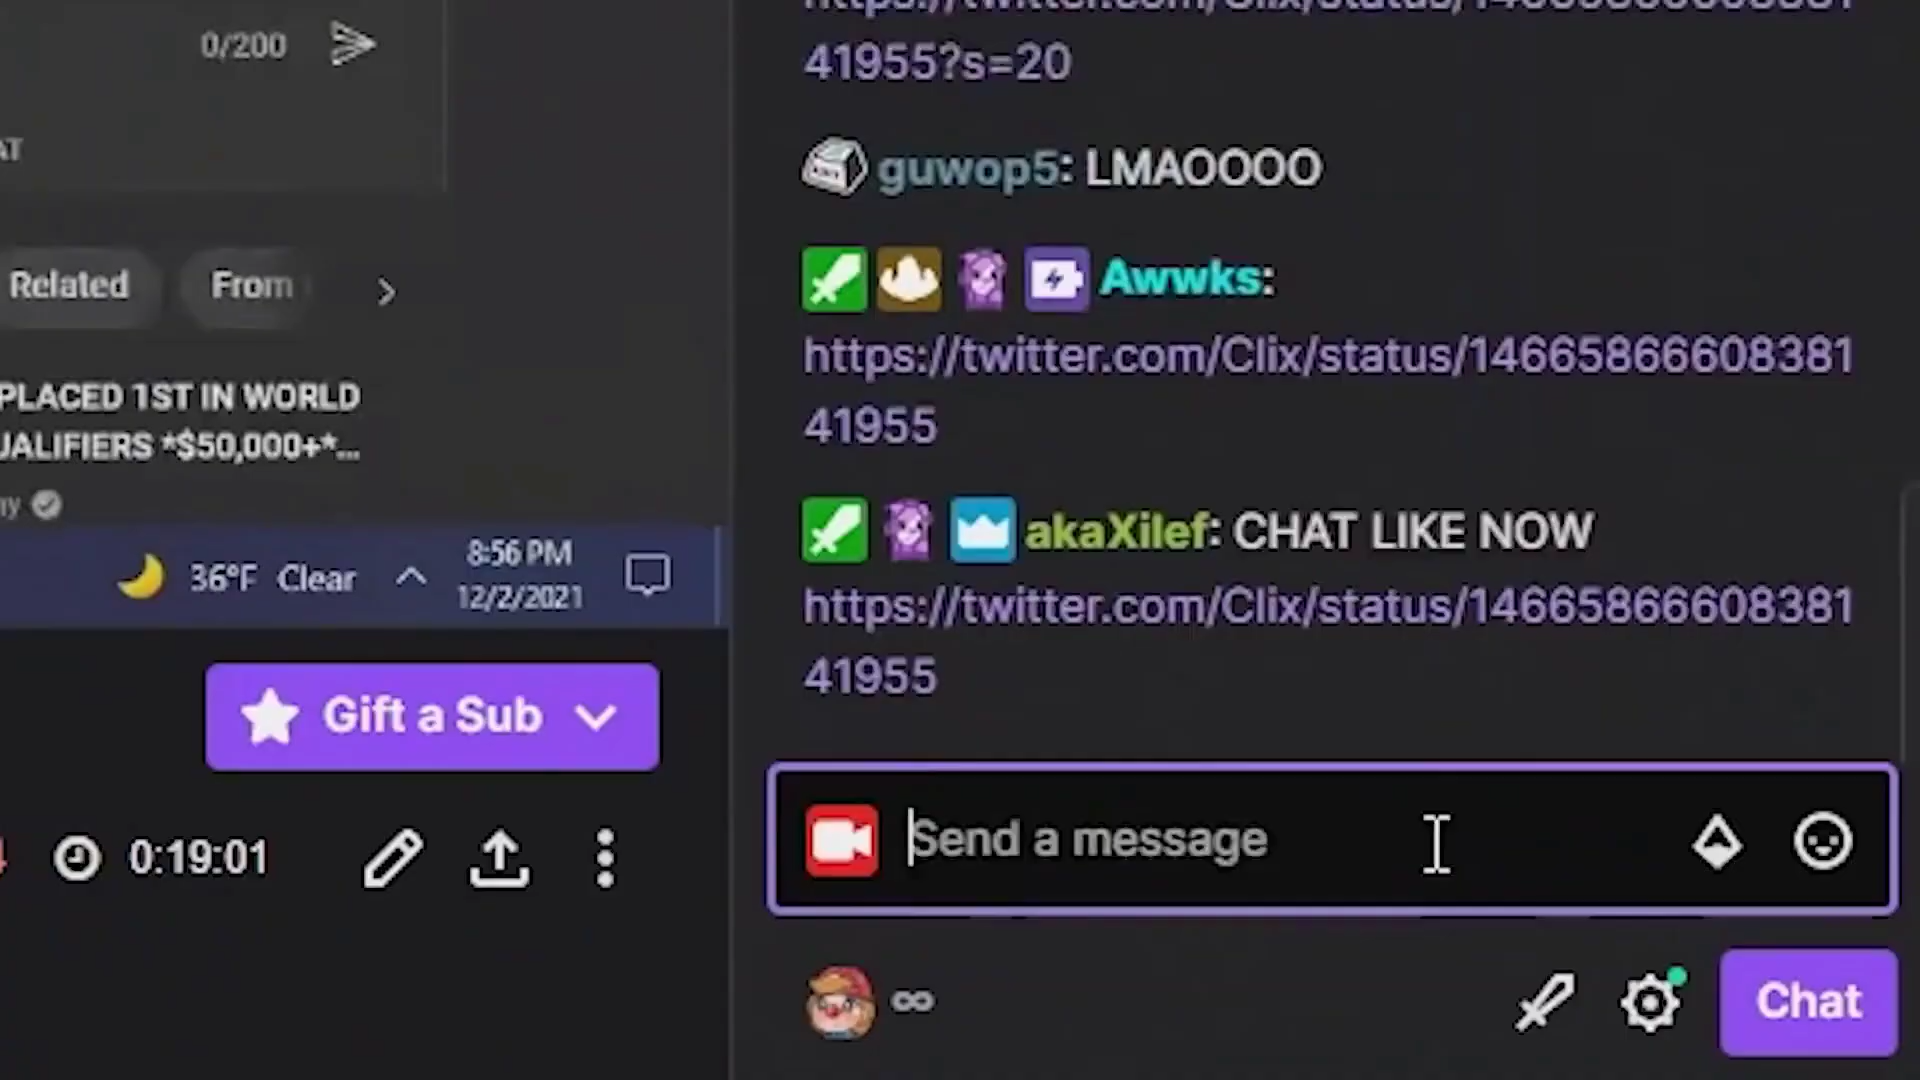 0/200
AT
Related
From
PLACED 1ST IN WORLD
UALIFIERS *$50,000+*...
ny
36°F Clear
8:56 PM
12/2/2021
Gift a Sub
0:19:01
41955?s=20
guwop5: LMAOOOO
Awwks:
https://twitter.com/Clix/status/14665866608381
41955
akaXilef: CHAT LIKE NOW
https://twitter.com/Clix/status/14665866608381
41955
Send a message
∞
Chat